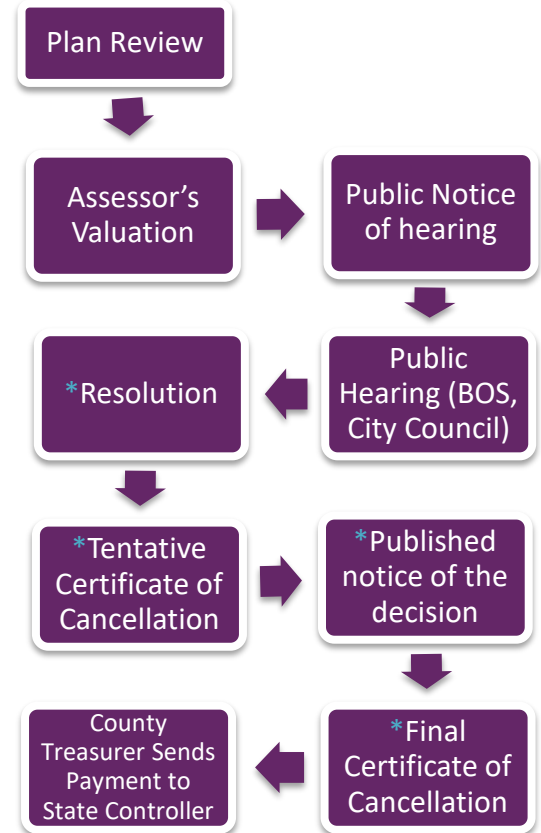 Plan Review
Assessor’s
Valuation
Public Notice
of hearing
Public
Hearing (BOS,
City Council)
*Resolution
*Tentative
Certificate of
Cancellation
*Published
notice of the
decision
*Final
Certificate of
Cancellation
County
Treasurer Sends
Payment to
State Controller